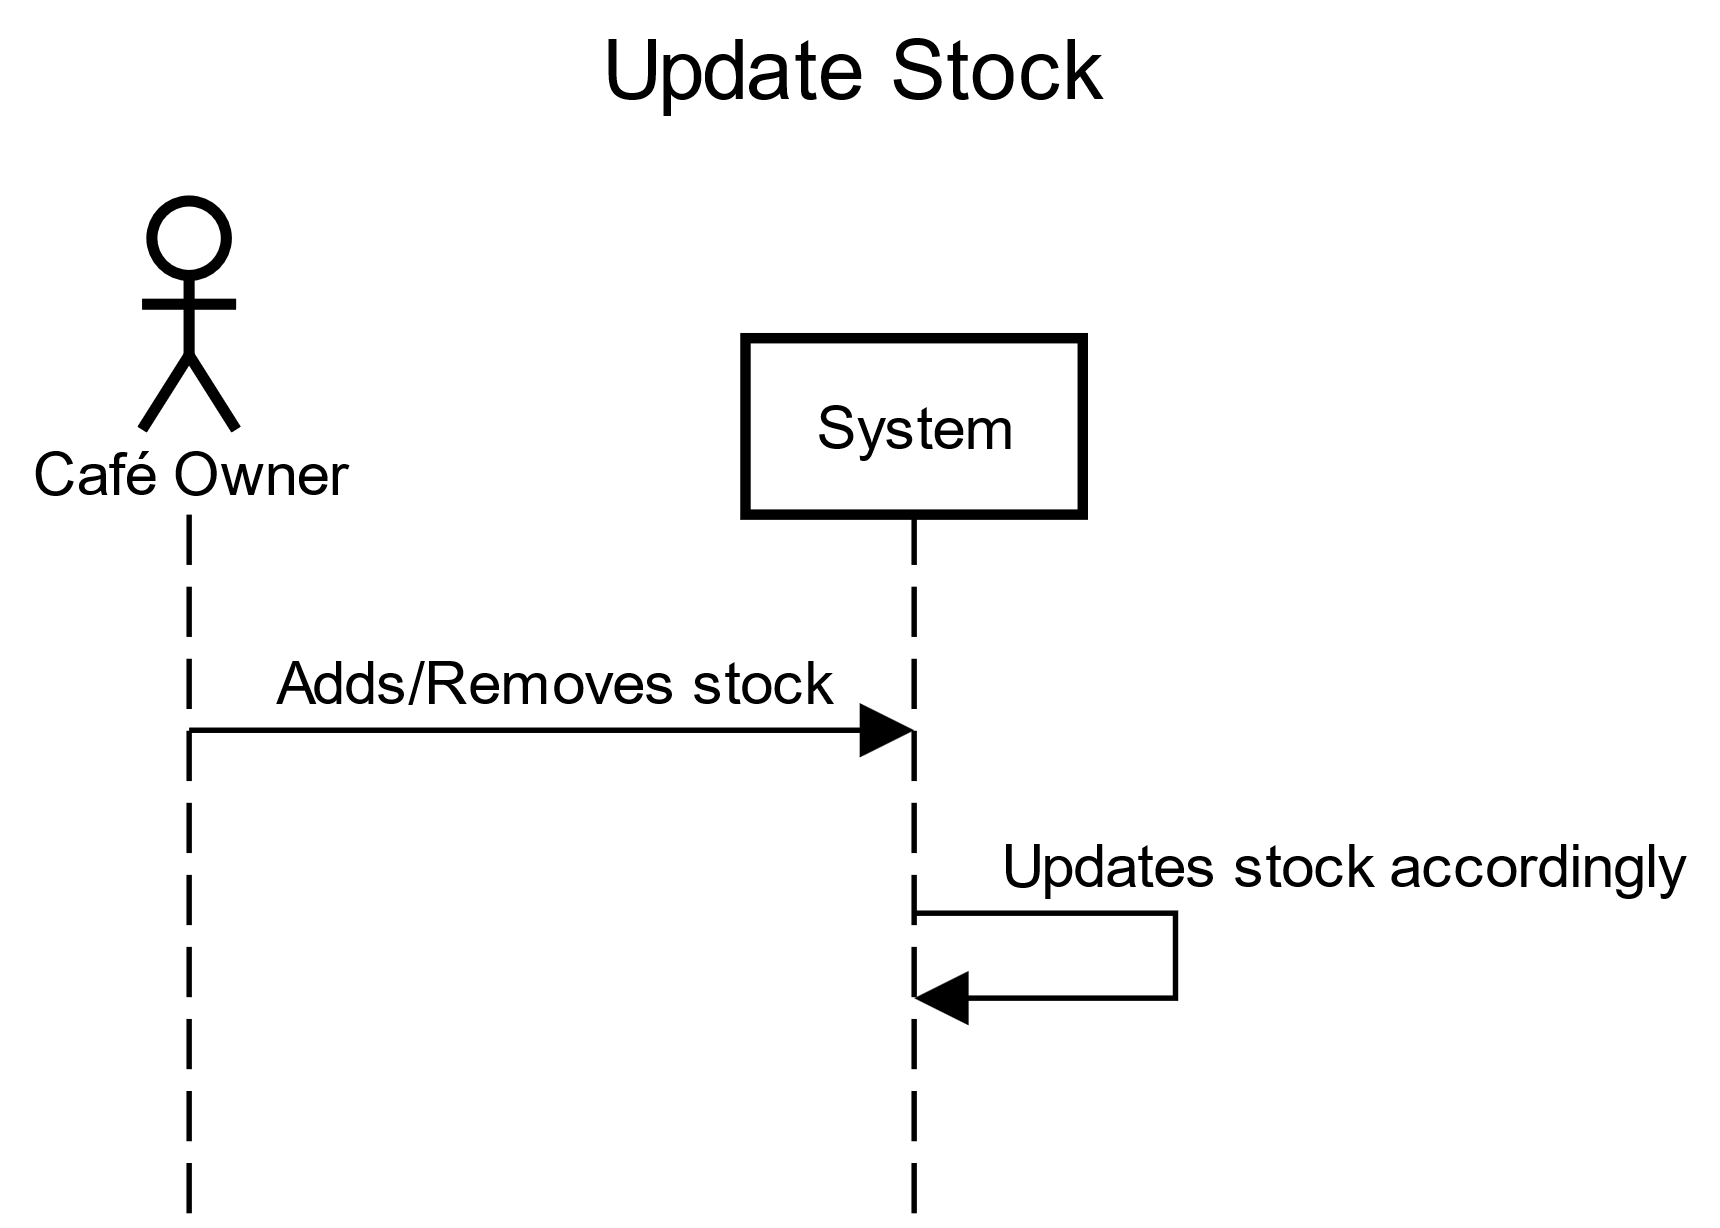 Update Stock
Café Owner
System
Adds/Removes stock
Updates stock accordingly